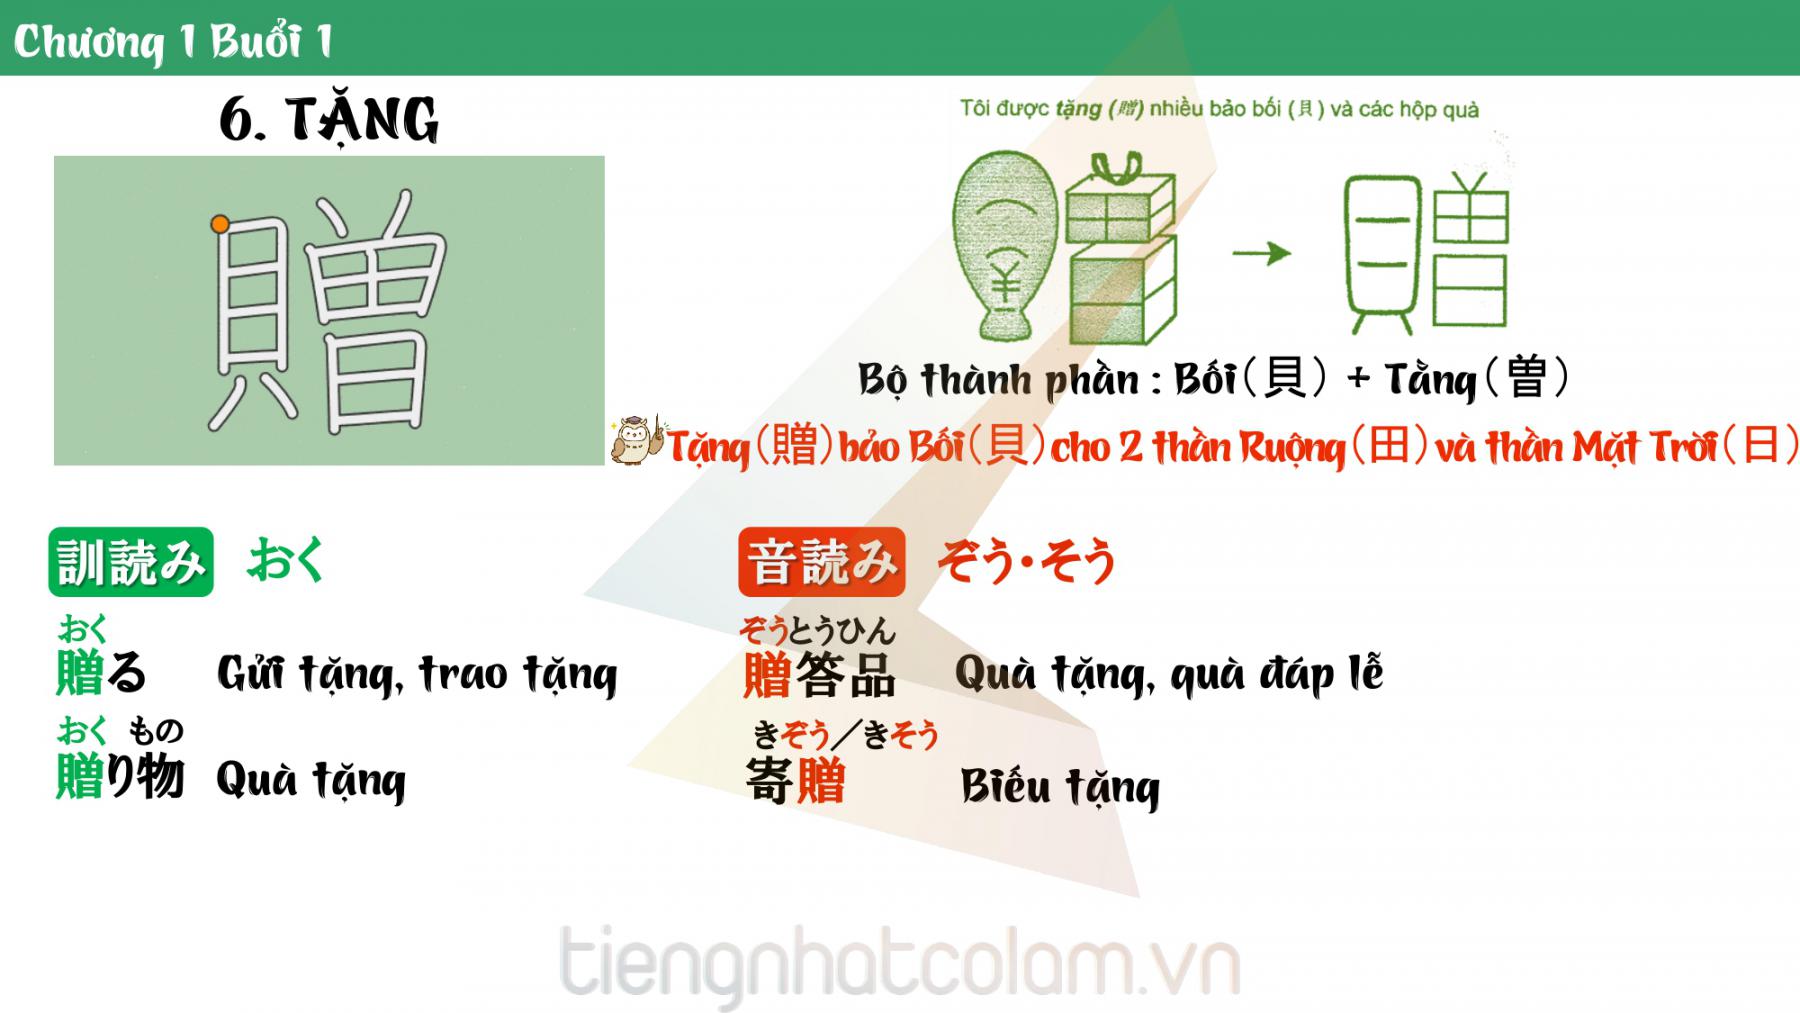 Chương 1 Buổi 1
6. TẶNG
贈
Tôi được tặng (贈) nhiều bảo bối (貝) và các hộp quà
Bộ thành phần : Bối(貝) + Tằng(曽)
Tặng(贈)bảo Bối(貝)cho 2 thần Ruộng(田)và thần Mặt Trời(日)
訓読み おく
おく
贈る Gửi tặng, trao tặng
おく もの
贈り物 Quà tặng
音読み ぞう・そう
ぞうとうひん
贈答品 Quà tặng, quà đáp lễ
きぞう／きそう
寄贈 Biếu tặng
tiengnhatcolam.vn